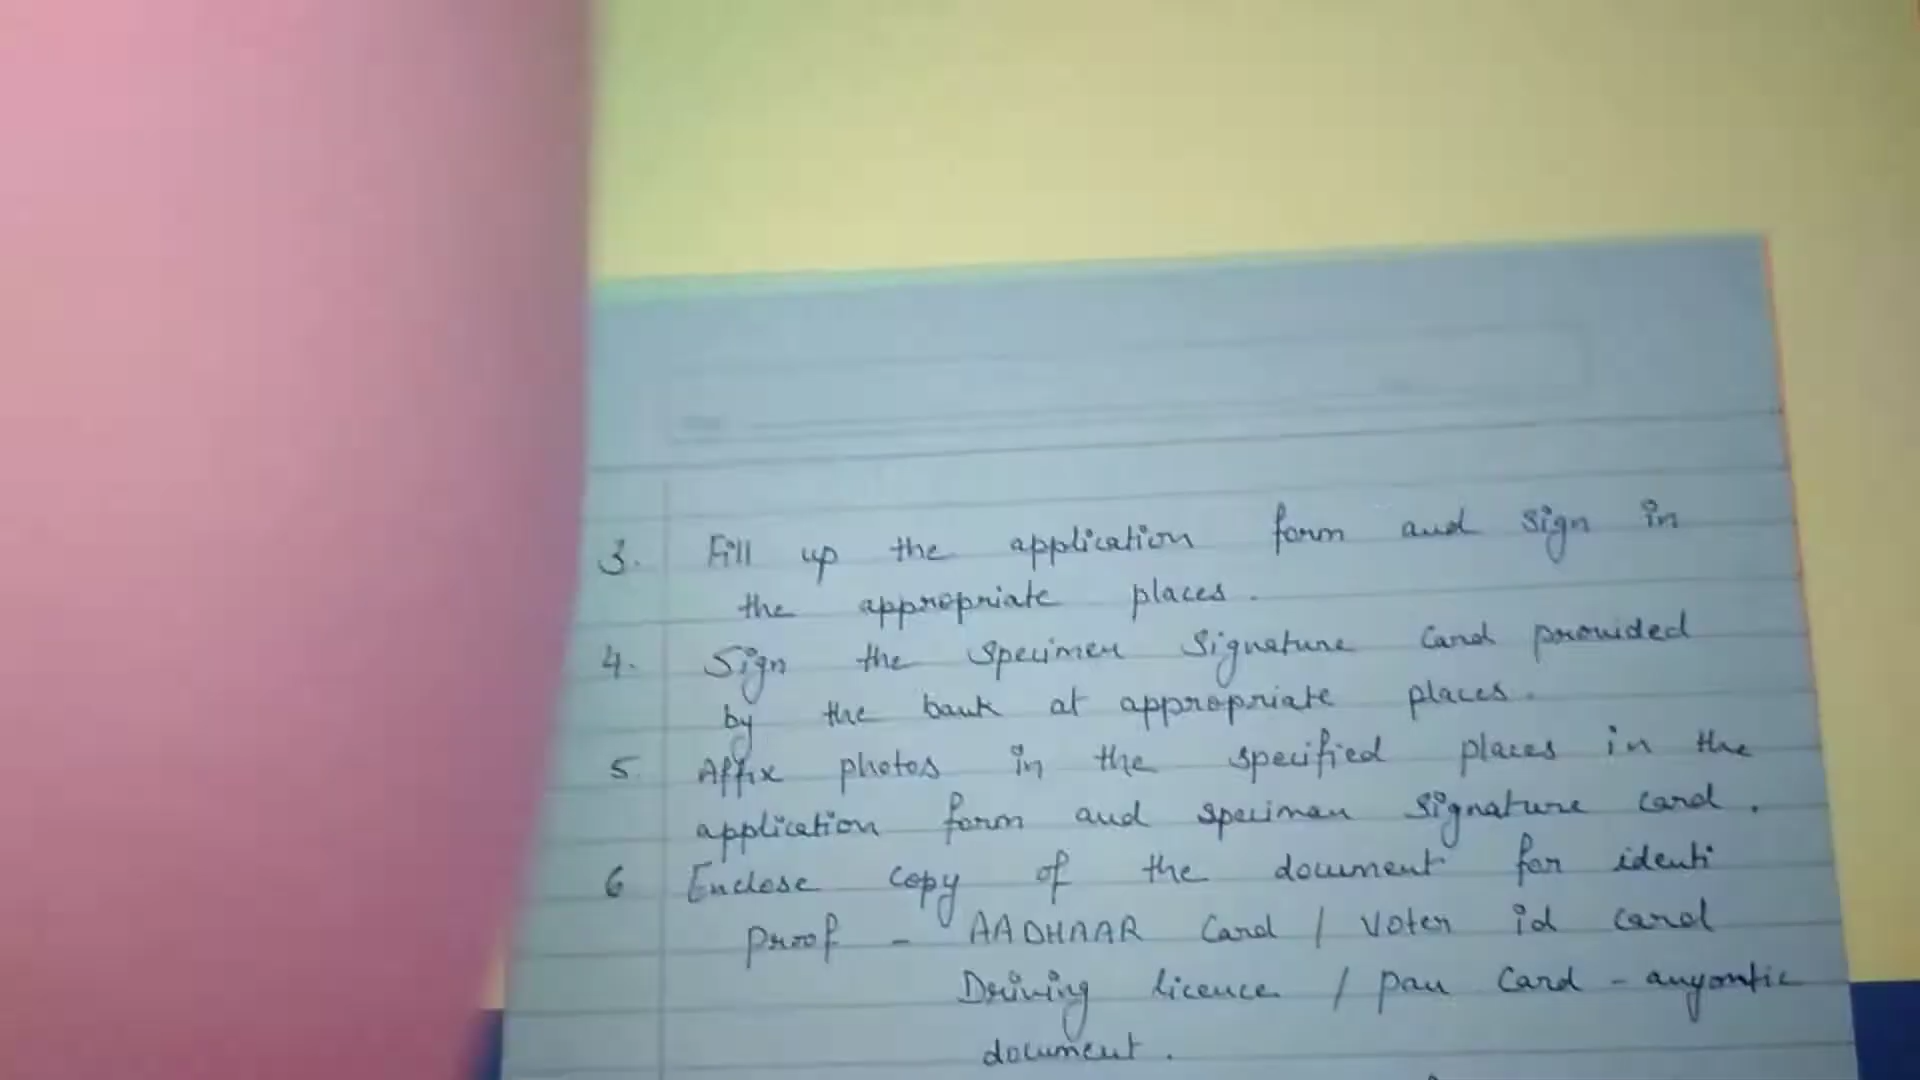 3. Fill up the application form and sign in
the appropriate places.
4. Sign the specimen signature card provided
by the bank at appropriate places.
5. Affix photos in the specified places in the
application form and speciman signature card.
6 Enclose copy of the document for identi
proof - AADHAAR Card / Voter id card
Driving licence / pan card -
document.